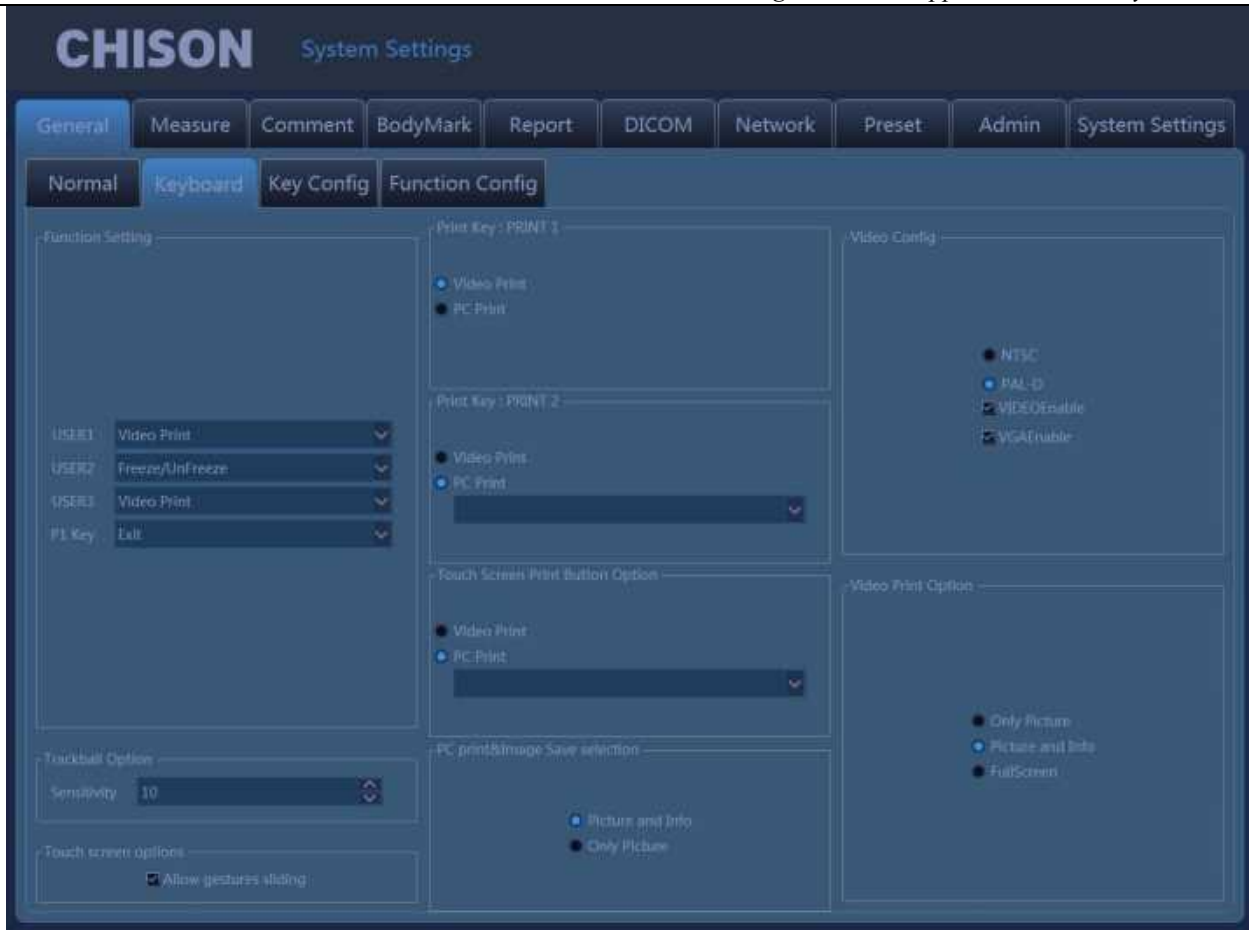 CHISON System Settings
General Measure Comment BodyMark Report DICOM Network Preset Admin System Settings
Normal Keyboard Key Config Function Config
Function Setting
USER1 Video Print
USER2 Freeze/UnFreeze
USER3 Video Print
P1 Key Exit
Trackball Option
Sensitivity 10
Touch screen options
Allow gestures sliding
Print Key : PRINT 1
Video Print
PC Print
Print Key : PRINT 2
Video Print
PC Print
Touch Screen Print Button Option
Video Print
PC Print
PC print&Image Save selection
Picture and Info
Only Picture
Video Config
NTSC
PAL-D
VIDEOEnable
VGAEnable
Video Print Option
Only Picture
Picture and Info
FullScreen